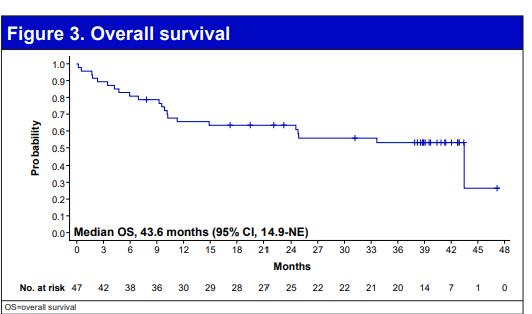 Figure 3. Overall survival
1.0
0.9
0.8
0.7
0.6
0.5
0.4
0.3
0.2
0.1
0.0
Probability
Median OS, 43.6 months (95% CI, 14.9-NE)
0 3 6 9 12 15 18 21 24 27 30 33 36 39 42 45 48
Months
No. at risk 47 42 38 36 30 29 28 27 25 22 22 21 20 14 7 1 0
OS=overall survival